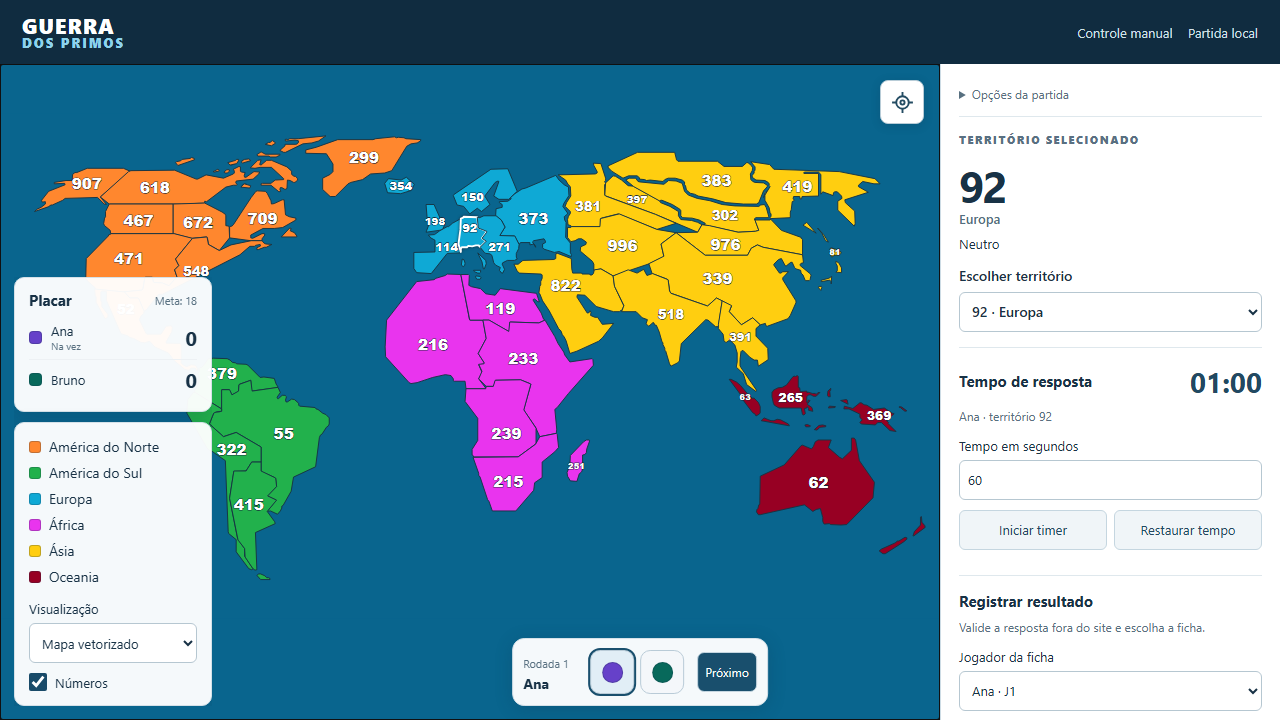 GUERRA
DOS PRIMOS
Controle manual
Partida local
299
907
618
354
150
383
419
397
381
467
672
709
198
92
373
302
114
271
996
976
81
471
548
339
822
119
518
216
233
391
379
63
265
369
55
239
322
251
215
62
415
Placar
Meta: 18
Ana
Na vez
0
Bruno
0
América do Norte
América do Sul
Europa
África
Ásia
Oceania
Visualização
Mapa vetorizado
Números
Rodada 1
Ana
Próximo
Opções da partida
TERRITÓRIO SELECIONADO
92
Europa
Neutro
Escolher território
92 · Europa
Tempo de resposta
01:00
Ana · território 92
Tempo em segundos
60
Iniciar timer
Restaurar tempo
Registrar resultado
Valide a resposta fora do site e escolha a ficha.
Jogador da ficha
Ana · J1